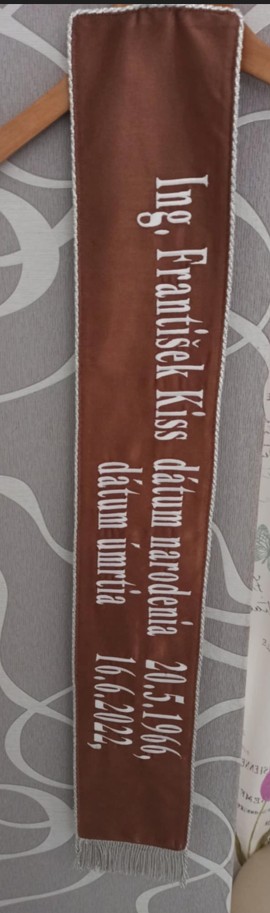 Ing. František Kiss dátum narodenia 20.5.1966,
dátum úmrtia 16.6.2022,